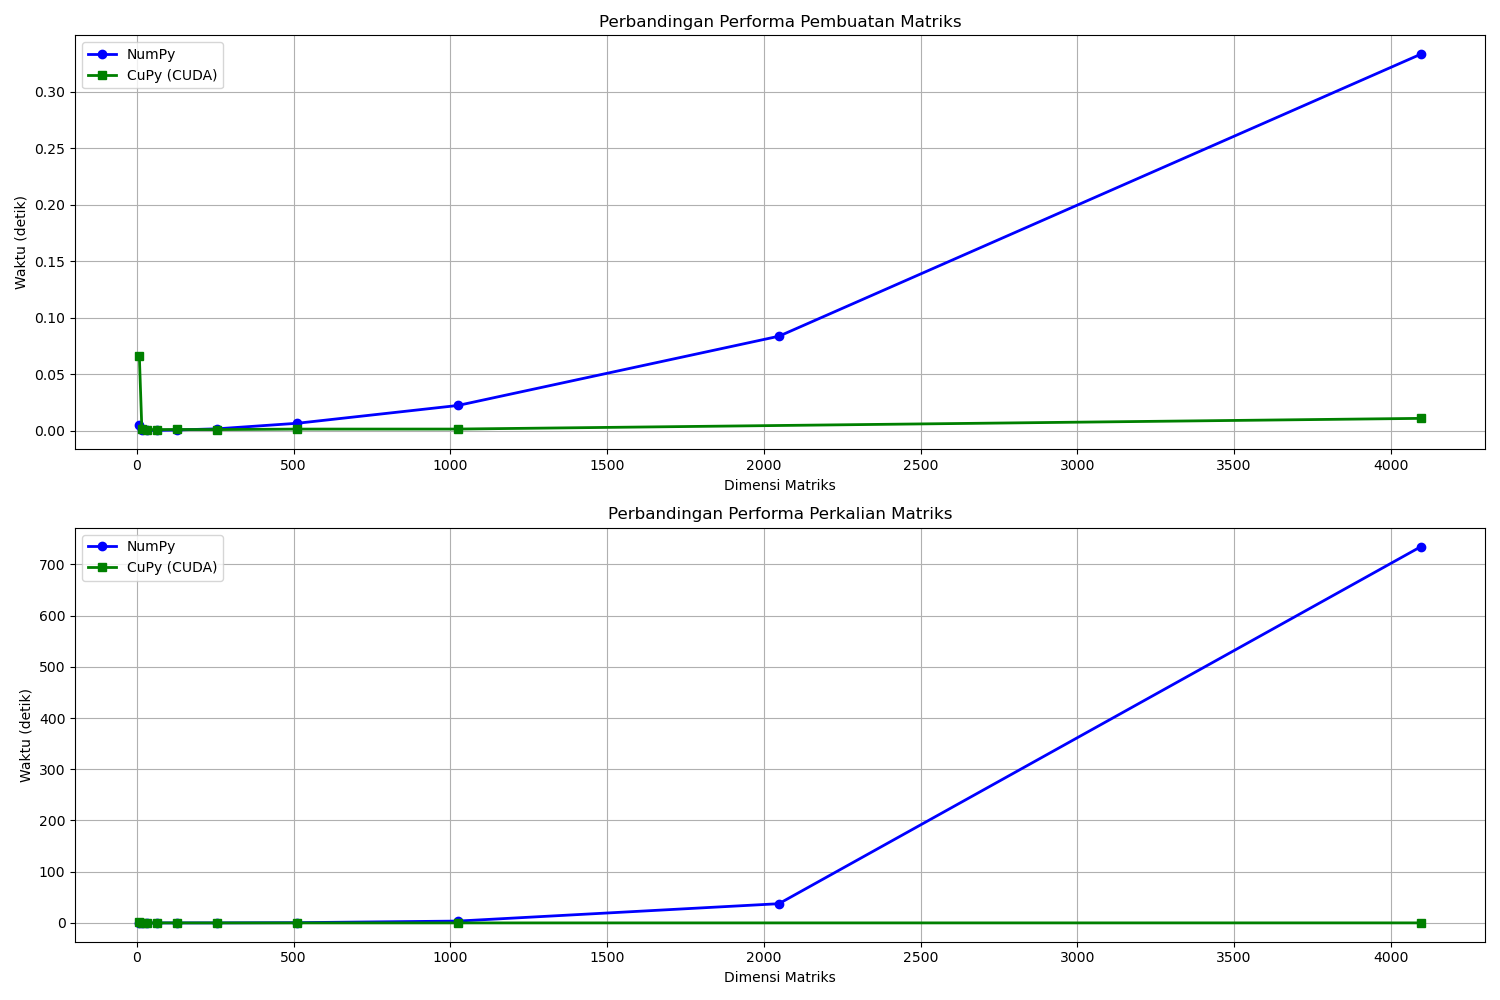 Perbandingan Performa Pembuatan Matriks
NumPy
CuPy (CUDA)
0.30
0.25
0.20
0.15
0.10
0.05
0.00
Waktu (detik)
0 500 1000 1500 2000 2500 3000 3500 4000
Dimensi Matriks
Perbandingan Performa Perkalian Matriks
NumPy
CuPy (CUDA)
700
600
500
400
300
200
100
0
Waktu (detik)
0 500 1000 1500 2000 2500 3000 3500 4000
Dimensi Matriks